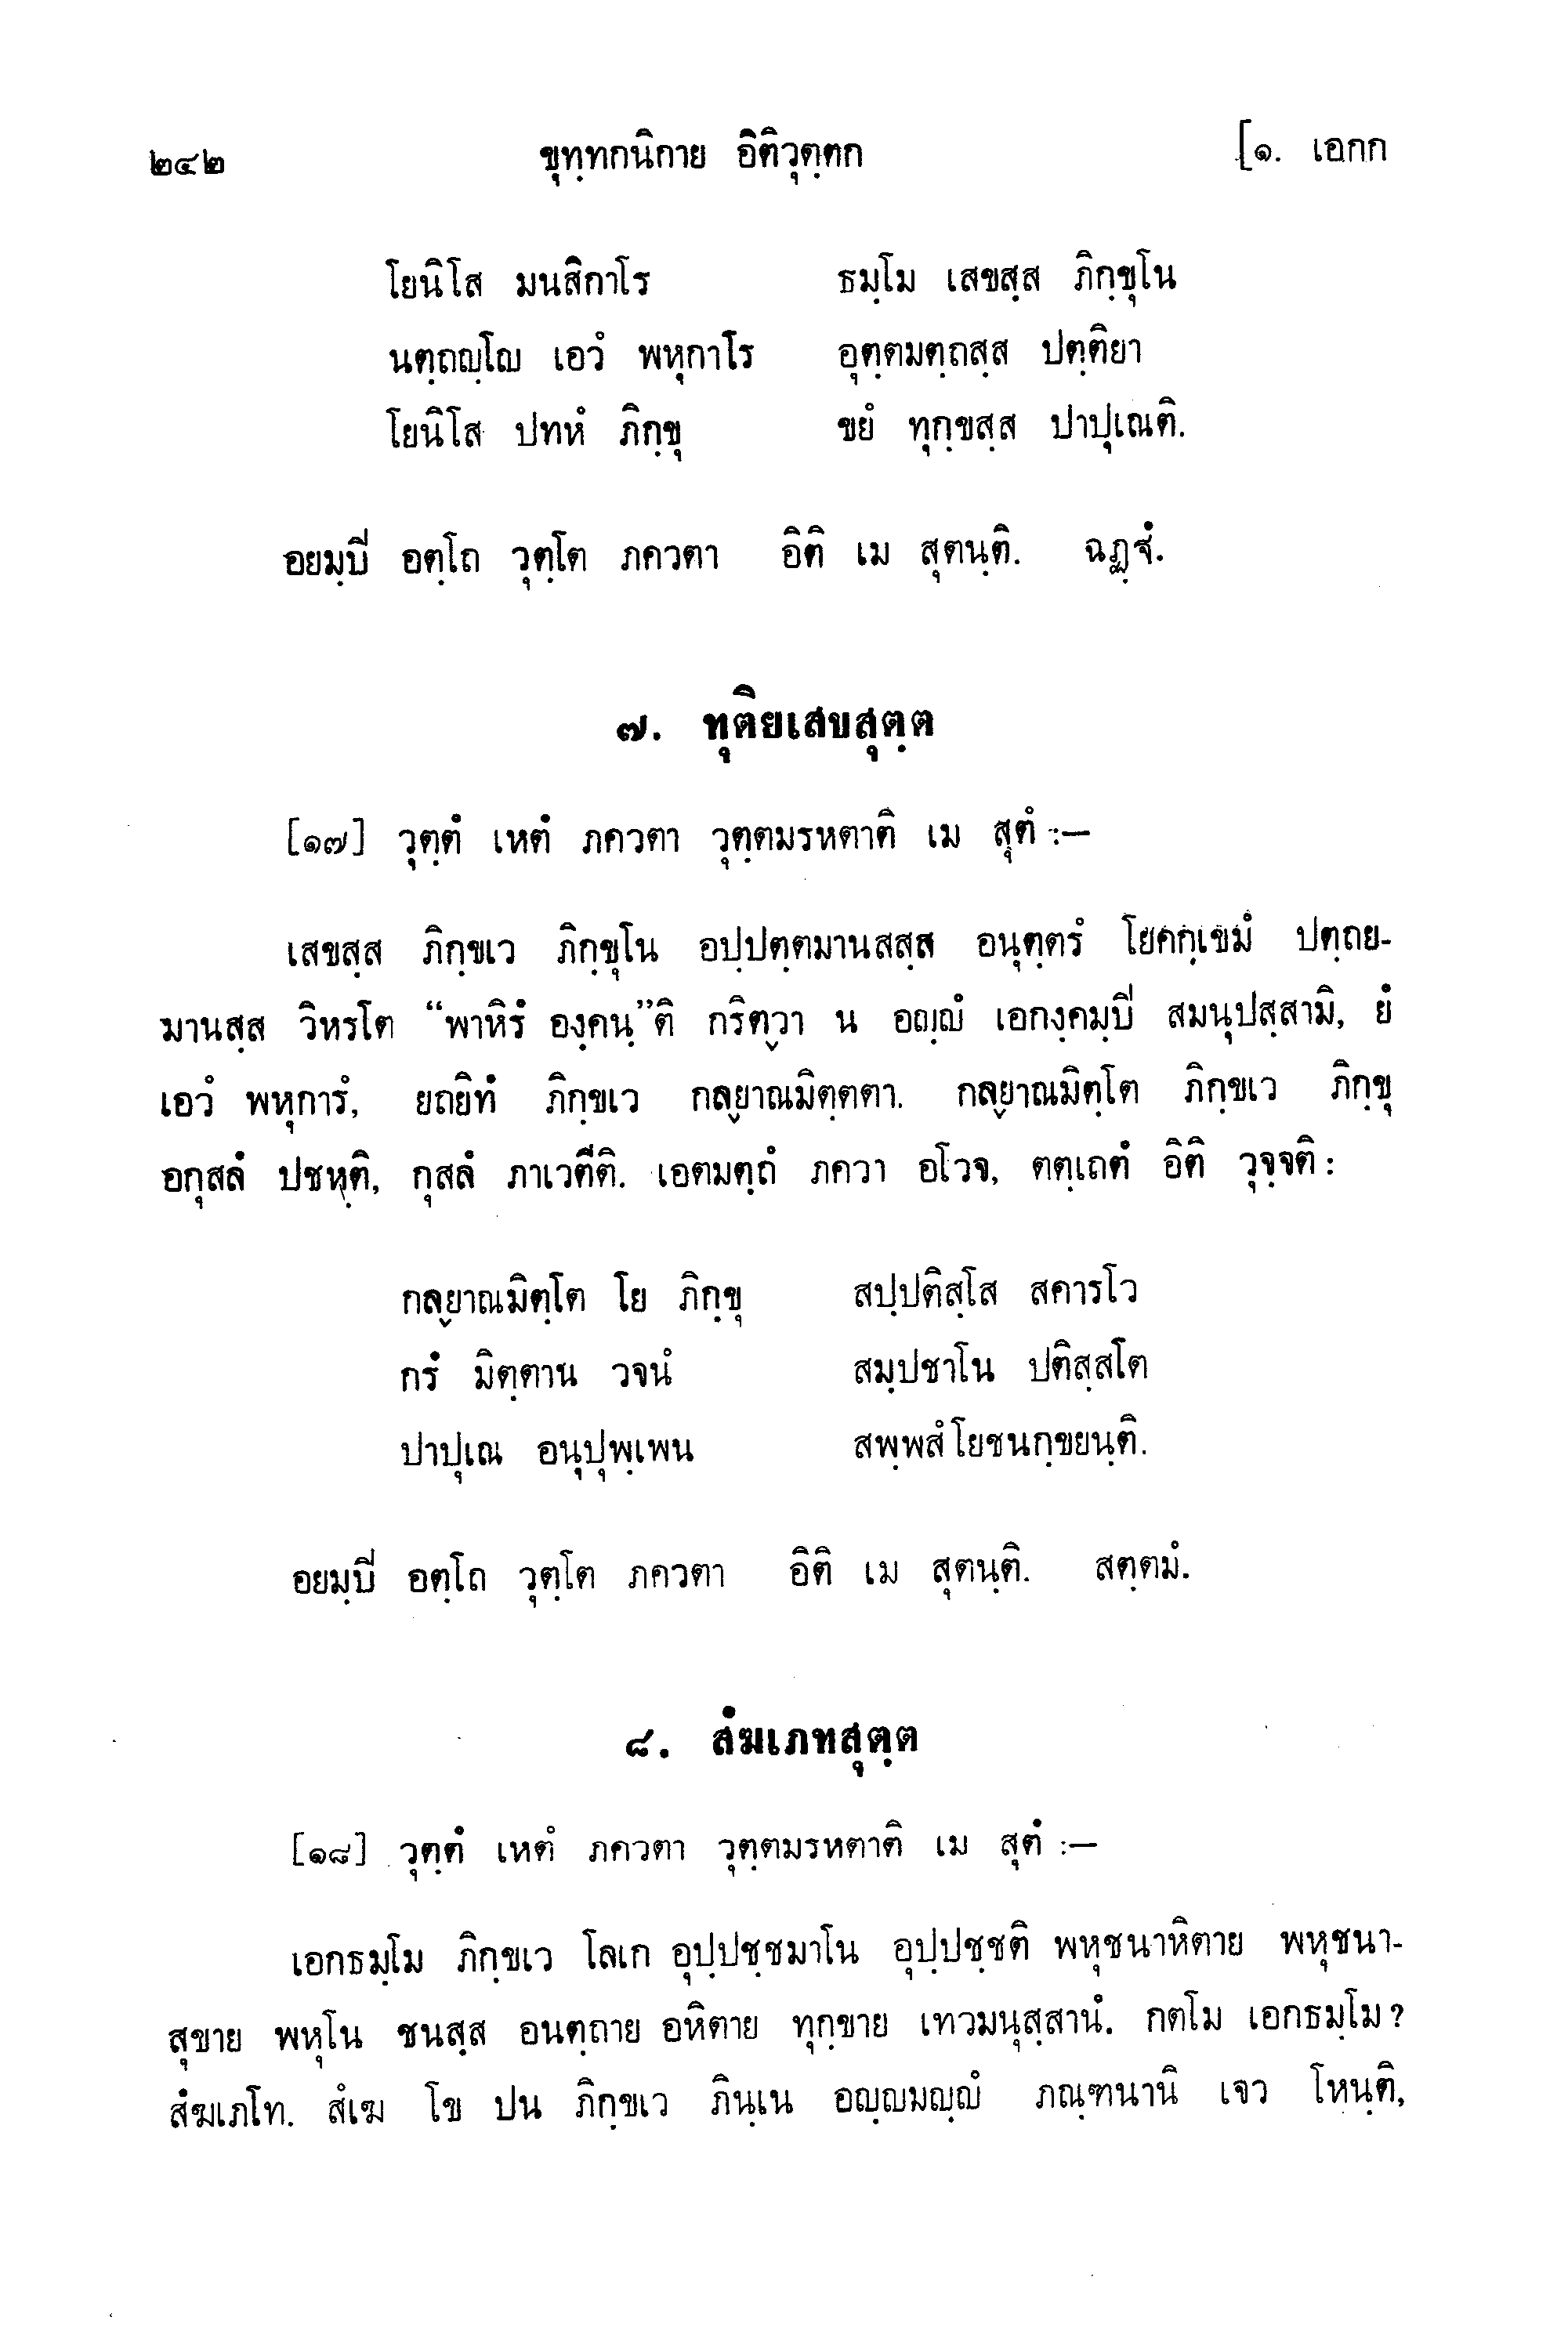 ๒๔๒ ขุทฺทกนิกาย อิติวุตฺตก [๑. เอกก
โยนิโส มนสิกาโร ธมฺโม เสขสฺส ภิกฺขุโน
นตฺถญฺโญ เอวํ พหุกาโร อุตฺตมตฺถสฺส ปตฺติยา
โยนิโส ปทหํ ภิกฺขุ ขยํ ทุกฺขสฺส ปาปุเณติ.
อยมฺปี อตฺโถ วุตฺโต ภควตา อิติ เม สุตนฺติ. ฉฏฺฐํ.
๗. ทุติยเสขสุตฺต
[๑๗] วุตฺตํ เหตํ ภควตา วุตฺตมรหตาติ เม สุตํ :—
เสขสฺส ภิกฺขเว ภิกฺขุโน อปฺปตฺตมานสสฺส อนุตฺตรํ โยคกฺเขมํ ปตฺถย-
มานสฺส วิหรโต “พาหิรํ องฺคนฺ”ติ กริตฺวา น อญฺญํ เอกงฺคมฺปี สมนุปสฺสามิ, ยํ
เอวํ พหุการํ, ยถยิทํ ภิกฺขเว กลฺยาณมิตฺตตา. กลฺยาณมิตฺโต ภิกฺขเว ภิกฺขุ
อกุสลํ ปชหติ, กุสลํ ภาเวตีติ. เอตมตฺถํ ภควา อโวจ, ตตฺเถตํ อิติ วุจฺจติ :
กลฺยาณมิตฺโต โย ภิกฺขุ สปฺปติสฺโส สคารโว
กรํ มิตฺตาน วจนํ สมฺปชาโน ปติสฺสโต
ปาปุเณ อนุปุพฺเพน สพฺพสํโยชนกฺขยนฺติ.
อยมฺปี อตฺโถ วุตฺโต ภควตา อิติ เม สุตนฺติ. สตฺตมํ.
๘. สํฆเภทสุตฺต
[๑๘] วุตฺตํ เหตํ ภควตา วุตฺตมรหตาติ เม สุตํ :—
เอกธมฺโม ภิกฺขเว โลเก อุปฺปชฺชมาโน อุปฺปชฺชติ พหุชนาหิตาย พหุชนา-
สุขาย พหุโน ชนสฺส อนตฺถาย อหิตาย ทุกฺขาย เทวมนุสฺสานํ. กตโม เอกธมฺโม ?
สํฆเภโท. สํเฆ โข ปน ภิกฺขเว ภินฺเน อญฺญมญฺญํ ภณฺฑนานิ เจว โหนฺติ,